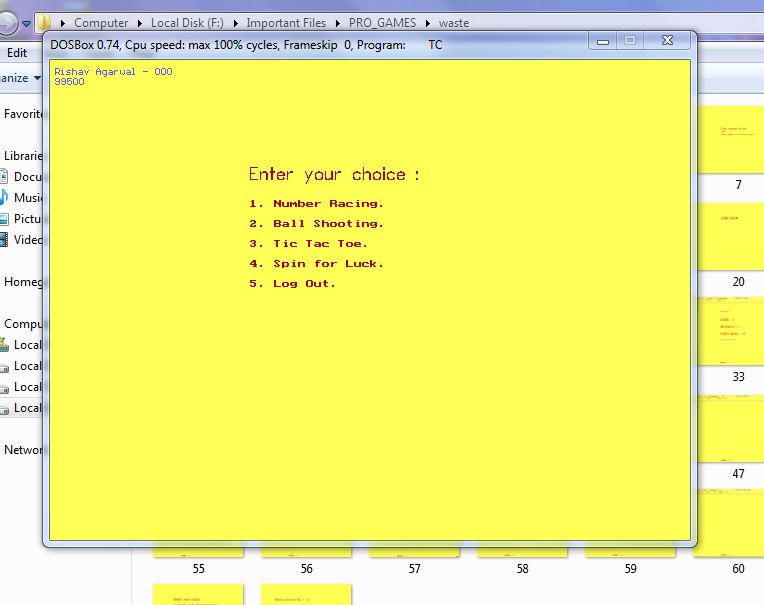 Computer ▸ Local Disk (F:) ▸ Important Files ▸ PRO_GAMES ▸ waste
Edit
DOSBox 0.74, Cpu speed: max 100% cycles, Frameskip 0, Program: TC
anize
Rishav Agarwal - 000
99500
Favorit
Librarie
Docu
Music
Pictu
Video
Homeg
Compu
Local
Local
Local
Local
Networ
Enter your choice :
1. Number Racing.
2. Ball Shooting.
3. Tic Tac Toe.
4. Spin for Luck.
5. Log Out.
7
20
33
47
55 56 57 58 59 60